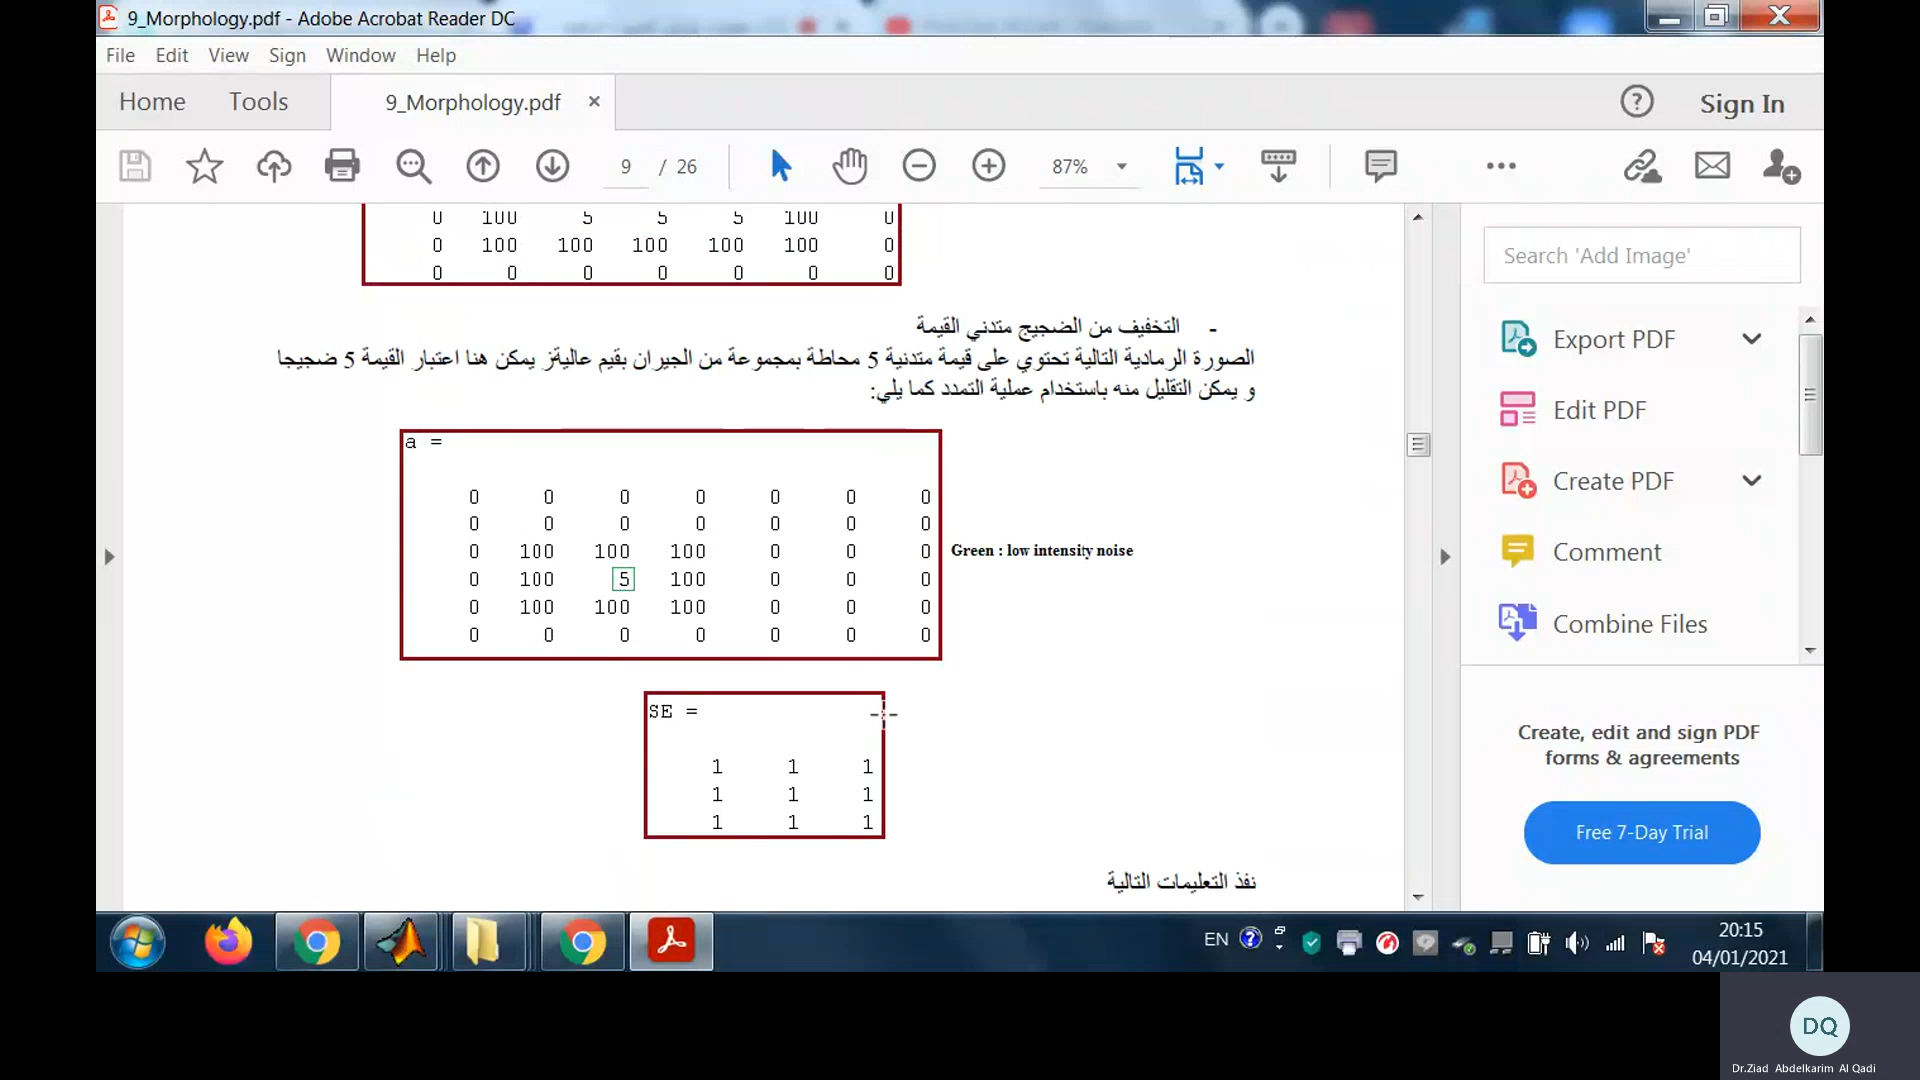 9_Morphology.pdf - Adobe Acrobat Reader DC
File Edit View Sign Window Help
Home Tools 9_Morphology.pdf × ? Sign In
9 / 26 87%
0 100 5 5 5 100 0
0 100 100 100 100 100 0
0 0 0 0 0 0 0
- التخفيف من الضجيج متدني القيمة
الصورة الرمادية التالية تحتوي على قيمة متدنية 5 محاطة بمجموعة من الجيران بقيم عاليةز يمكن هنا اعتبار القيمة 5 ضجيجا
و يمكن التقليل منه باستخدام عملية التمدد كما يلي:
a =
0 0 0 0 0 0 0
0 0 0 0 0 0 0
0 100 100 100 0 0 0
Green : low intensity noise
0 100 5 100 0 0 0
0 100 100 100 0 0 0
0 0 0 0 0 0 0
SE =
1 1 1
1 1 1
1 1 1
نفذ التعليمات التالية
Search 'Add Image'
Export PDF
Edit PDF
Create PDF
Comment
Combine Files
Create, edit and sign PDF
forms & agreements
Free 7-Day Trial
EN
20:15
04/01/2021
DQ
Dr.Ziad Abdelkarim Al Qadi